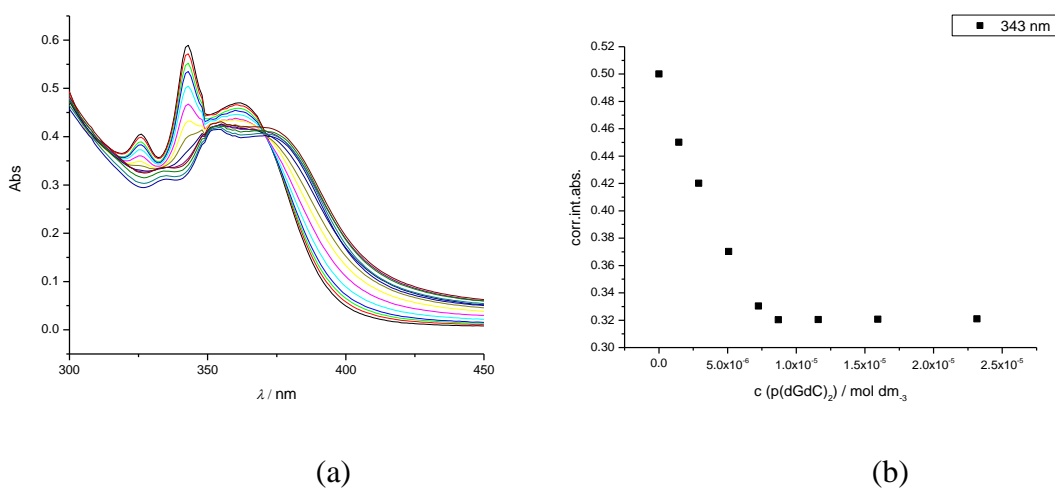 0.6
0.5
0.4
0.3
0.2
0.1
0.0
Abs
300
350
400
450
λ / nm
(a)
343 nm
0.52
0.50
0.48
0.46
0.44
0.42
0.40
0.38
0.36
0.34
0.32
0.30
corr.int.abs.
0.0
5.0x10⁻⁶
1.0x10⁻⁵
1.5x10⁻⁵
2.0x10⁻⁵
2.5x10⁻⁵
c (p(dGdC)₂) / mol dm₋₃
(b)